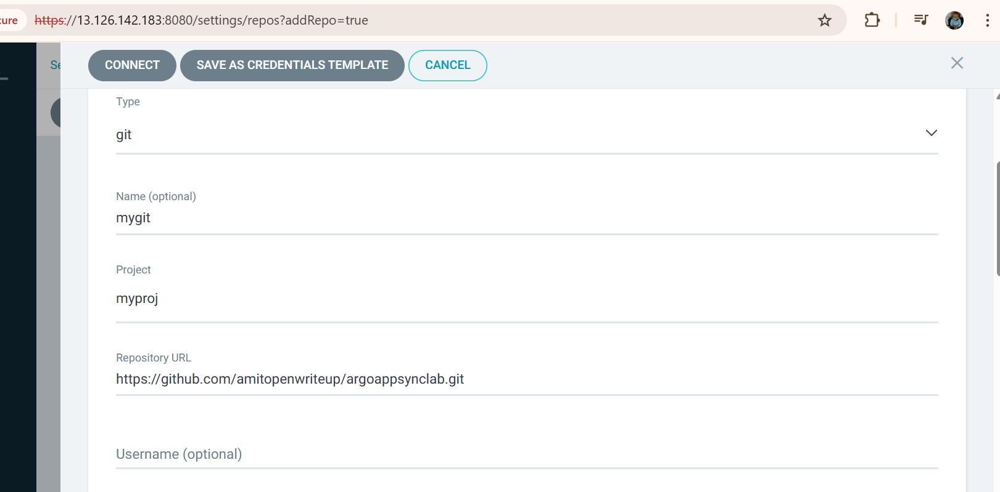 ture https://13.126.142.183:8080/settings/repos?addRepo=true
Se CONNECT SAVE AS CREDENTIALS TEMPLATE CANCEL
Type
git
Name (optional)
mygit
Project
myproj
Repository URL
https://github.com/amitopenwriteup/argoappsynclab.git
Username (optional)